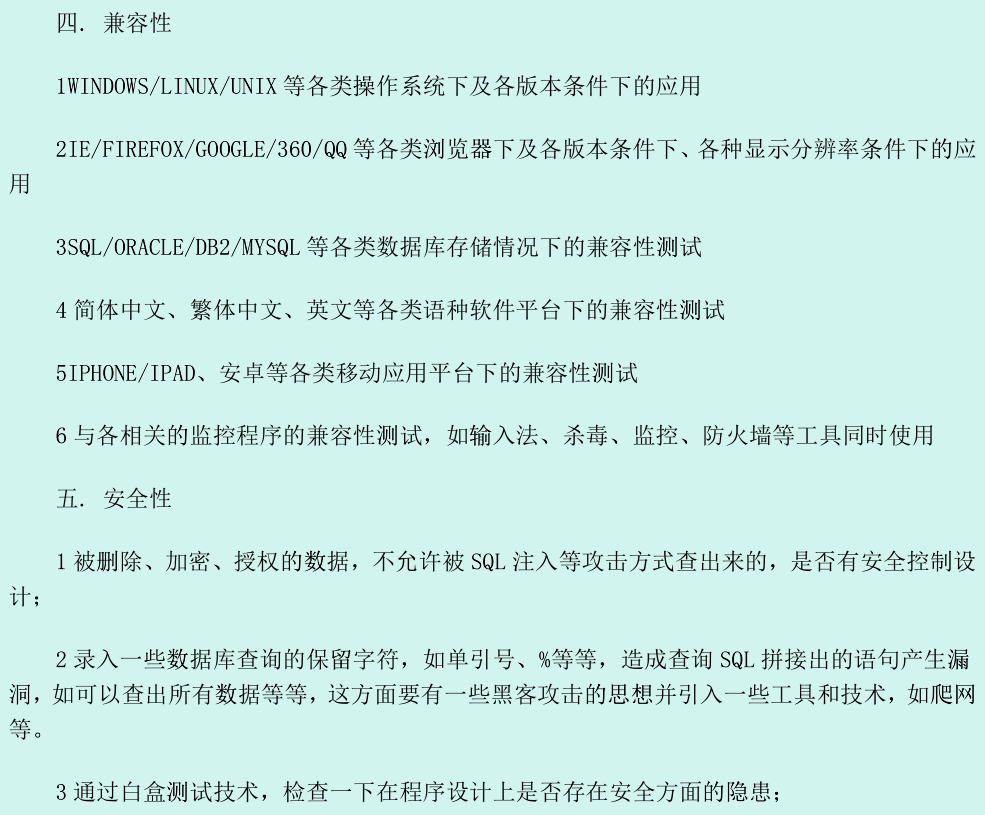 四. 兼容性
1WINDOWS/LINUX/UNIX 等各类操作系统下及各版本条件下的应用
2IE/FIREFOX/GOOGLE/360/QQ 等各类浏览器下及各版本条件下、各种显示分辨率条件下的应
用
3SQL/ORACLE/DB2/MYSQL 等各类数据库存储情况下的兼容性测试
4 简体中文、繁体中文、英文等各类语种软件平台下的兼容性测试
5IPHONE/IPAD、安卓等各类移动应用平台下的兼容性测试
6 与各相关的监控程序的兼容性测试，如输入法、杀毒、监控、防火墙等工具同时使用
五. 安全性
1 被删除、加密、授权的数据，不允许被 SQL 注入等攻击方式查出来的，是否有安全控制设
计；
2 录入一些数据库查询的保留字符，如单引号、%等等，造成查询 SQL 拼接出的语句产生漏
洞，如可以查出所有数据等等，这方面要有一些黑客攻击的思想并引入一些工具和技术，如爬网
等。
3 通过白盒测试技术，检查一下在程序设计上是否存在安全方面的隐患；